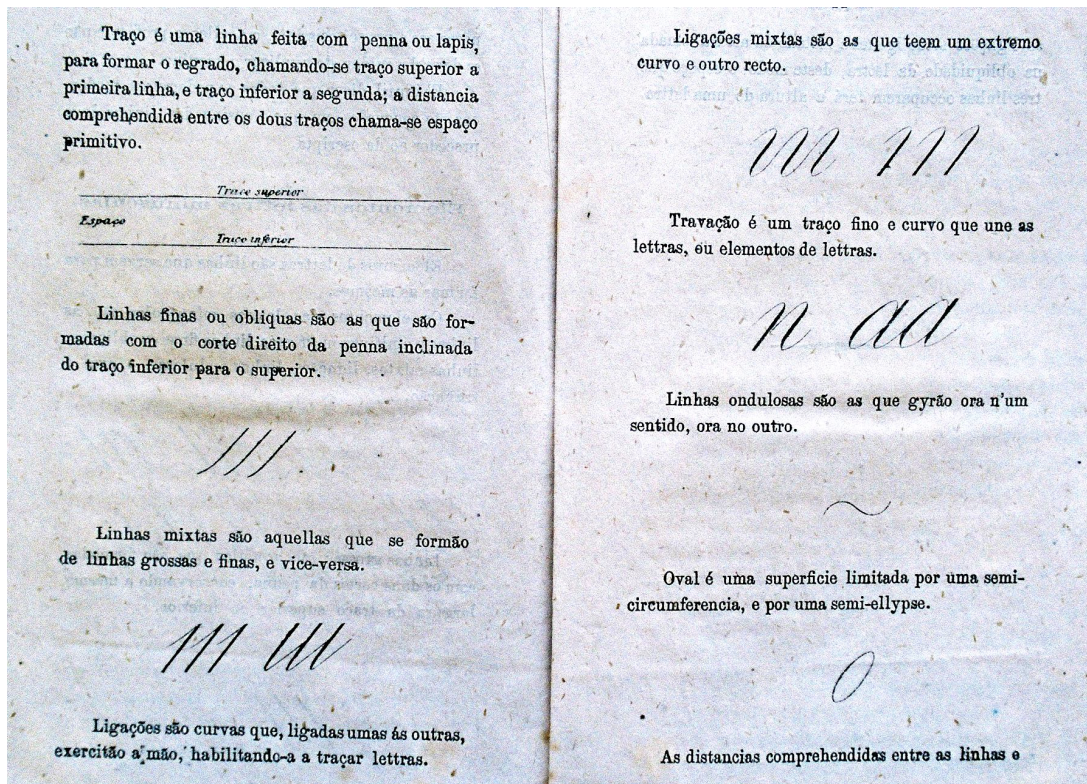 Traço é uma linha feita com penna ou lapis,
para formar o regrado, chamando-se traço superior a
primeira linha, e traço inferior a segunda; a distancia
comprehendida entre os dous traços chama-se espaço
primitivo.
Traço superior
Espaço
Traço inferior
Linhas finas ou obliquas são as que são for-
madas com o corte direito da penna inclinada
do traço inferior para o superior.
Linhas mixtas são aquellas que se formão
de linhas grossas e finas, e vice-versa.
Ligações são curvas que, ligadas umas ás outras,
exercitão a mão, habilitando-a a traçar lettras.
Ligações mixtas são as que teem um extremo
curvo e outro recto.
Travação é um traço fino e curvo que une as
lettras, ou elementos de lettras.
n aa
Linhas ondulosas são as que gyrão ora n'um
sentido, ora no outro.
Oval é uma superficie limitada por uma semi-
circumferencia, e por uma semi-ellypse.
As distancias comprehendidas entre as linhas e